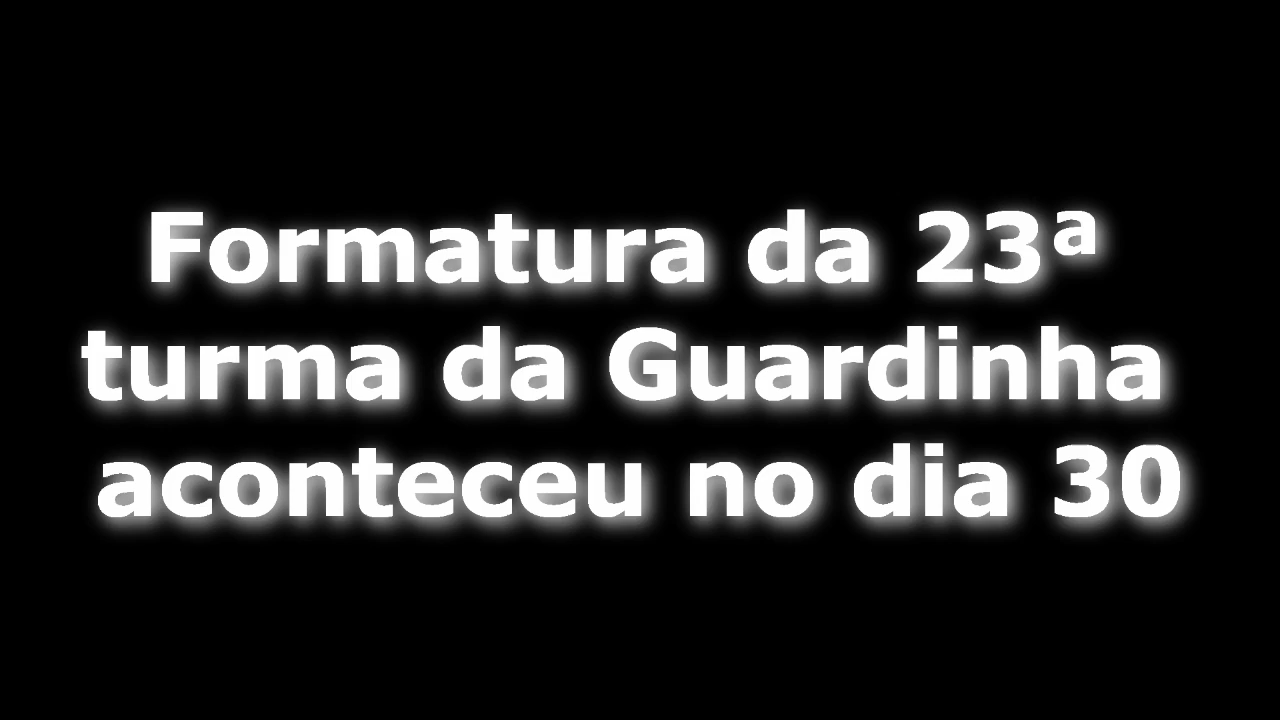 Formatura da 23ª
turma da Guardinha
aconteceu no dia 30